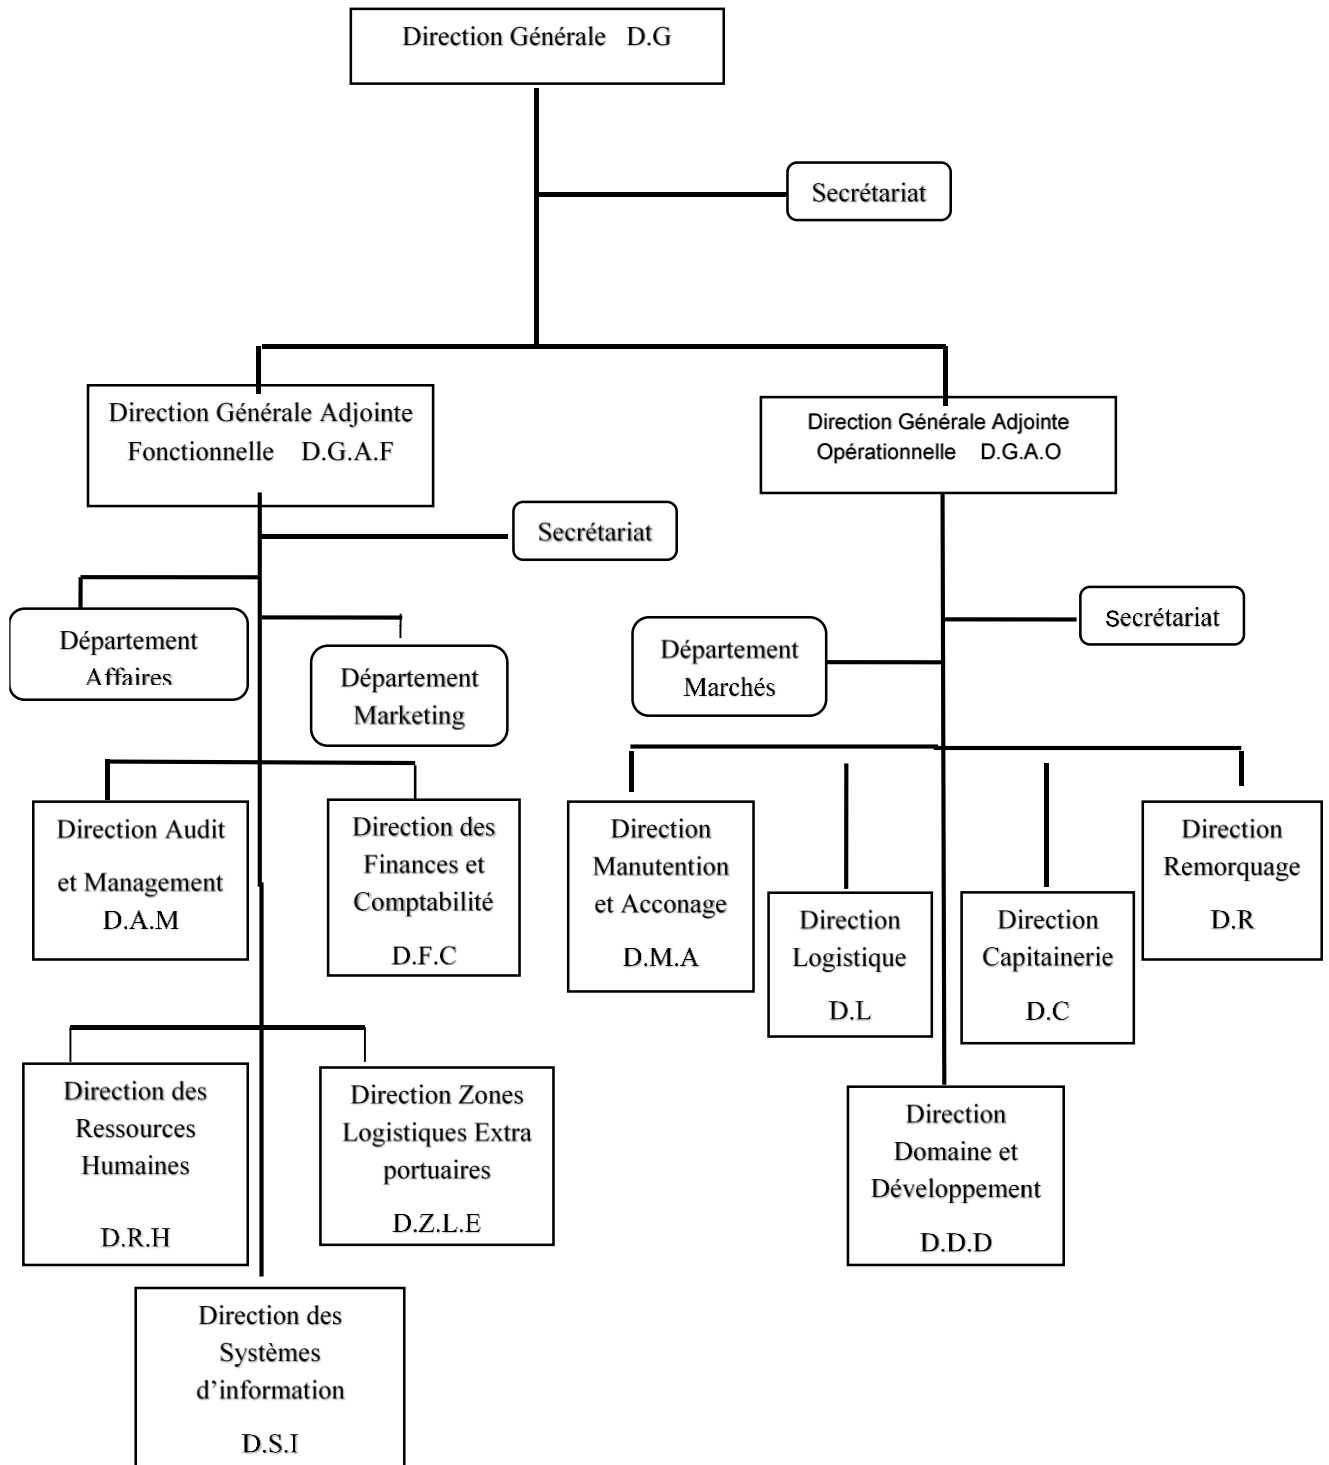 Direction Générale D.G
Secrétariat
Direction Générale Adjointe
Fonctionnelle D.G.A.F
Direction Générale Adjointe
Opérationnelle D.G.A.O
Secrétariat
Secrétariat
Département
Affaires
Département
Marketing
Département
Marchés
Direction Audit
et Management
D.A.M
Direction des
Finances et
Comptabilité
D.F.C
Direction
Manutention
et Acconage
D.M.A
Direction
Logistique
D.L
Direction
Capitainerie
D.C
Direction
Remorquage
D.R
Direction des
Ressources
Humaines
D.R.H
Direction Zones
Logistiques Extra
portuaires
D.Z.L.E
Direction
Domaine et
Développement
D.D.D
Direction des
Systèmes
d’information
D.S.I